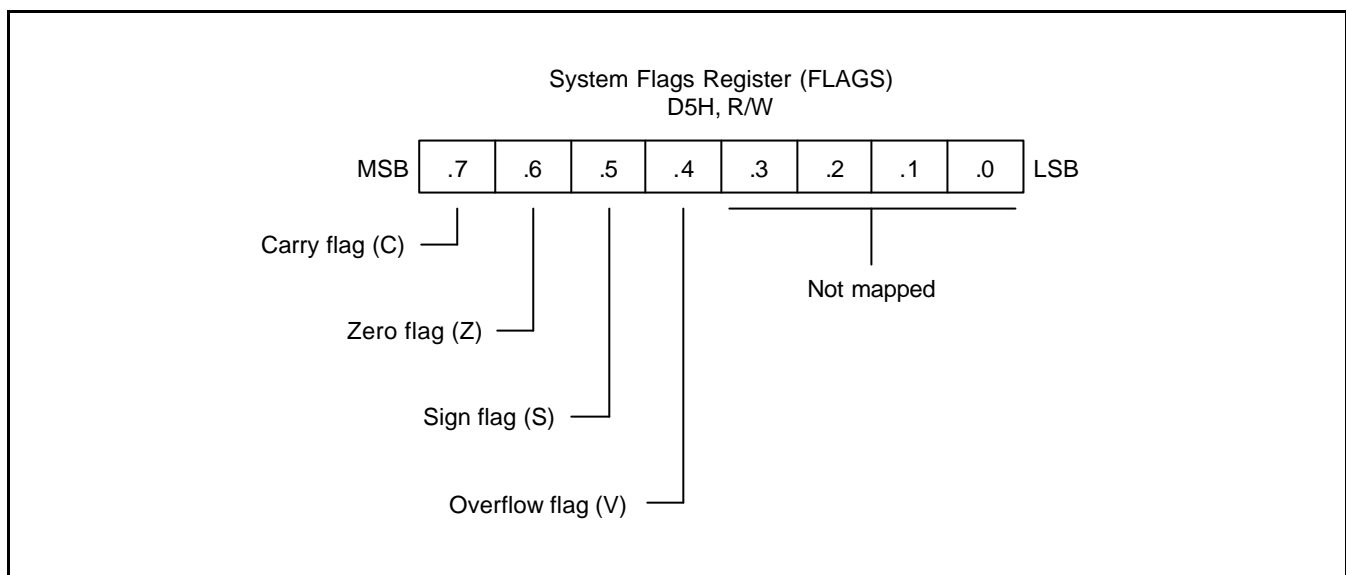 System Flags Register (FLAGS)
D5H, R/W
MSB .7 .6 .5 .4 .3 .2 .1 .0 LSB
Carry flag (C)
Not mapped
Zero flag (Z)
Sign flag (S)
Overflow flag (V)